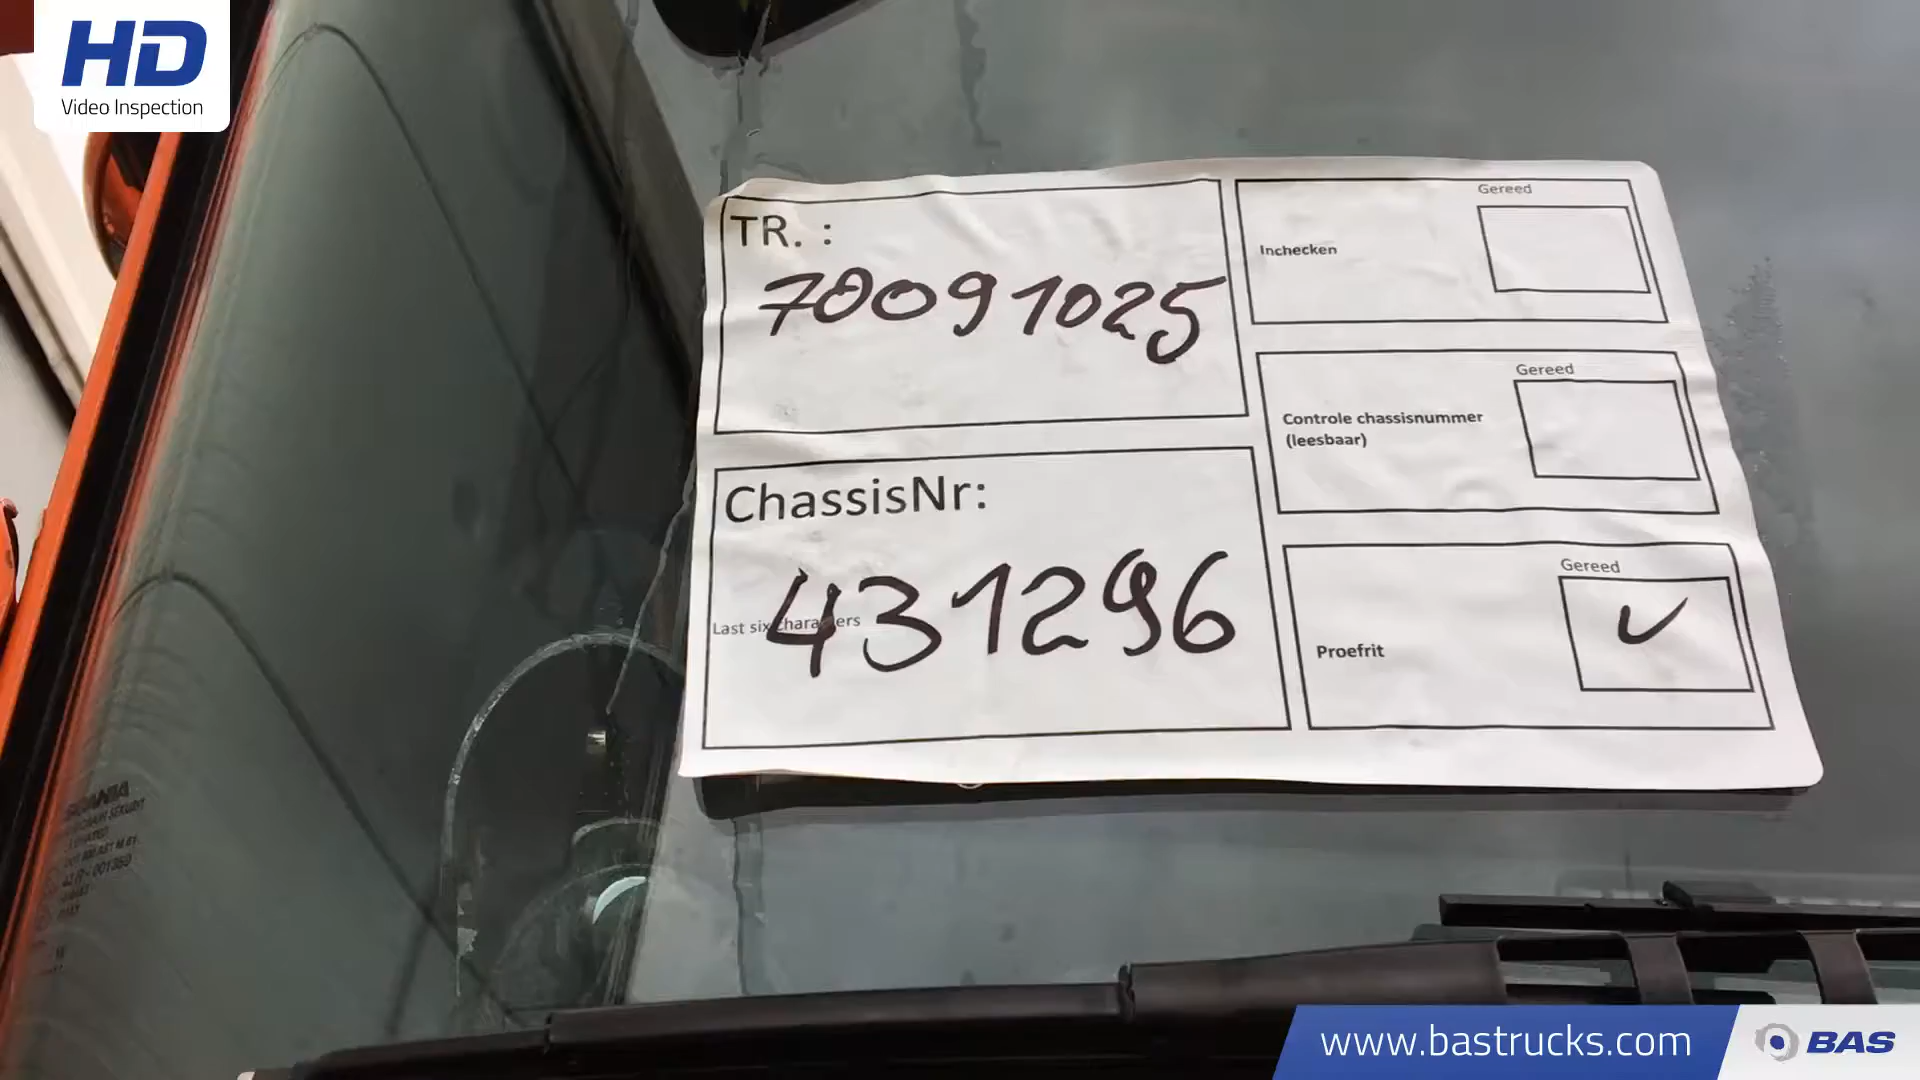 HD
Video Inspection
TR. :
70091025
ChassisNr:
Last six characters
431296
Gereed
Inchecken
Gereed
Controle chassisnummer
(leesbaar)
Gereed
Proefrit
SCANIA
www.bastrucks.com
BAS